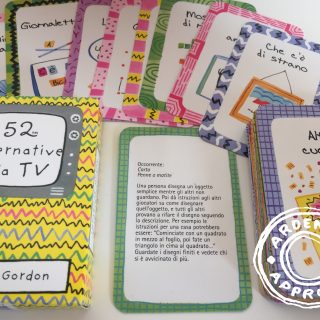 Giornalett
Mos
di r
Che c'è
di strano
52
ternative
a TV
Gordon
Occorrente:
Carta
Penne o matite
Una persona disegna un oggetto
semplice mentre gli altri non
guardano. Poi dà istruzioni agli altri
giocatori su come disegnare
quell'oggetto, e tutti gli altri
provano a rifare il disegno seguendo
la descrizione. Per esempio le
istruzioni per una casa potrebbero
essere: "Cominciate con un quadrato
in mezzo al foglio, poi fate un
triangolo in cima al quadrato..."
Guardate i disegni finiti e vedete chi
si è avvicinato di più.
cuc
ARDEN
APPRO